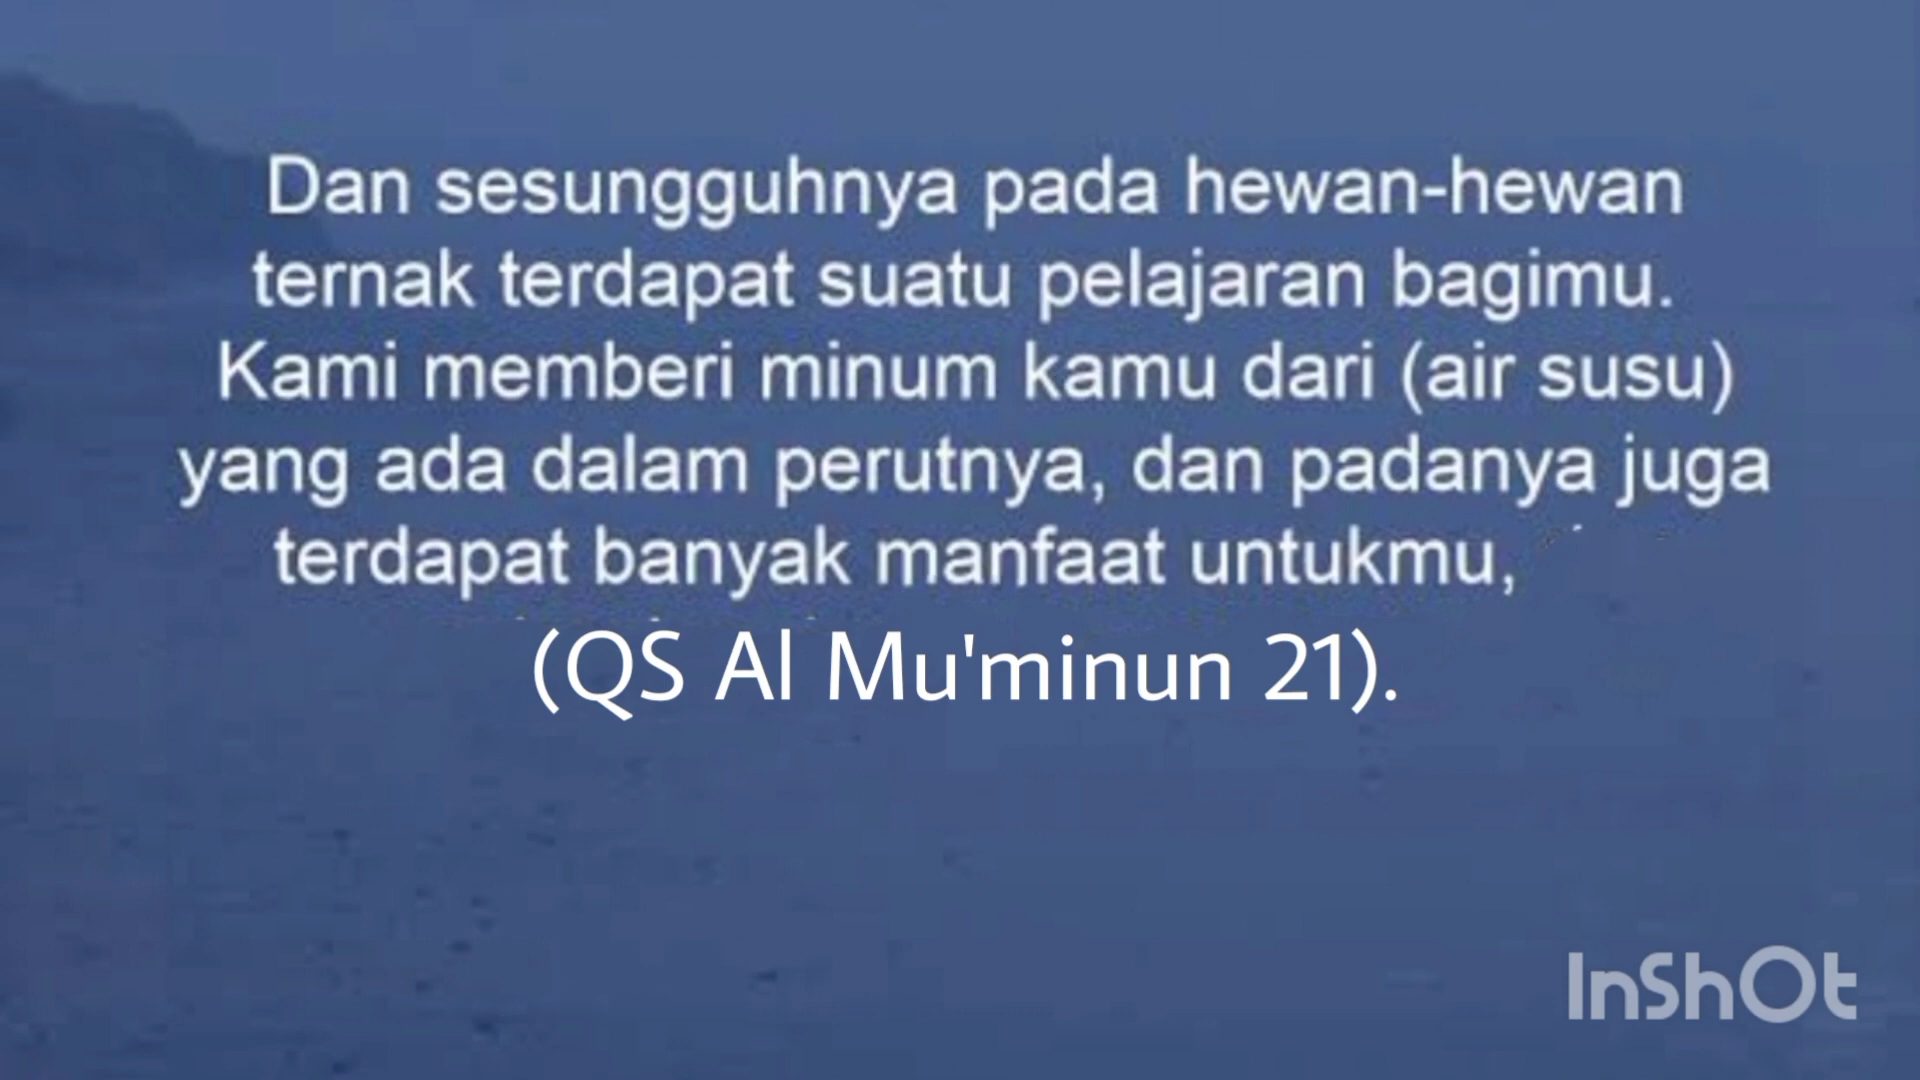 Dan sesungguhnya pada hewan-hewan
ternak terdapat suatu pelajaran bagimu.
Kami memberi minum kamu dari (air susu)
yang ada dalam perutnya, dan padanya juga
terdapat banyak manfaat untukmu,
(QS Al Mu'minun 21).
InShOt